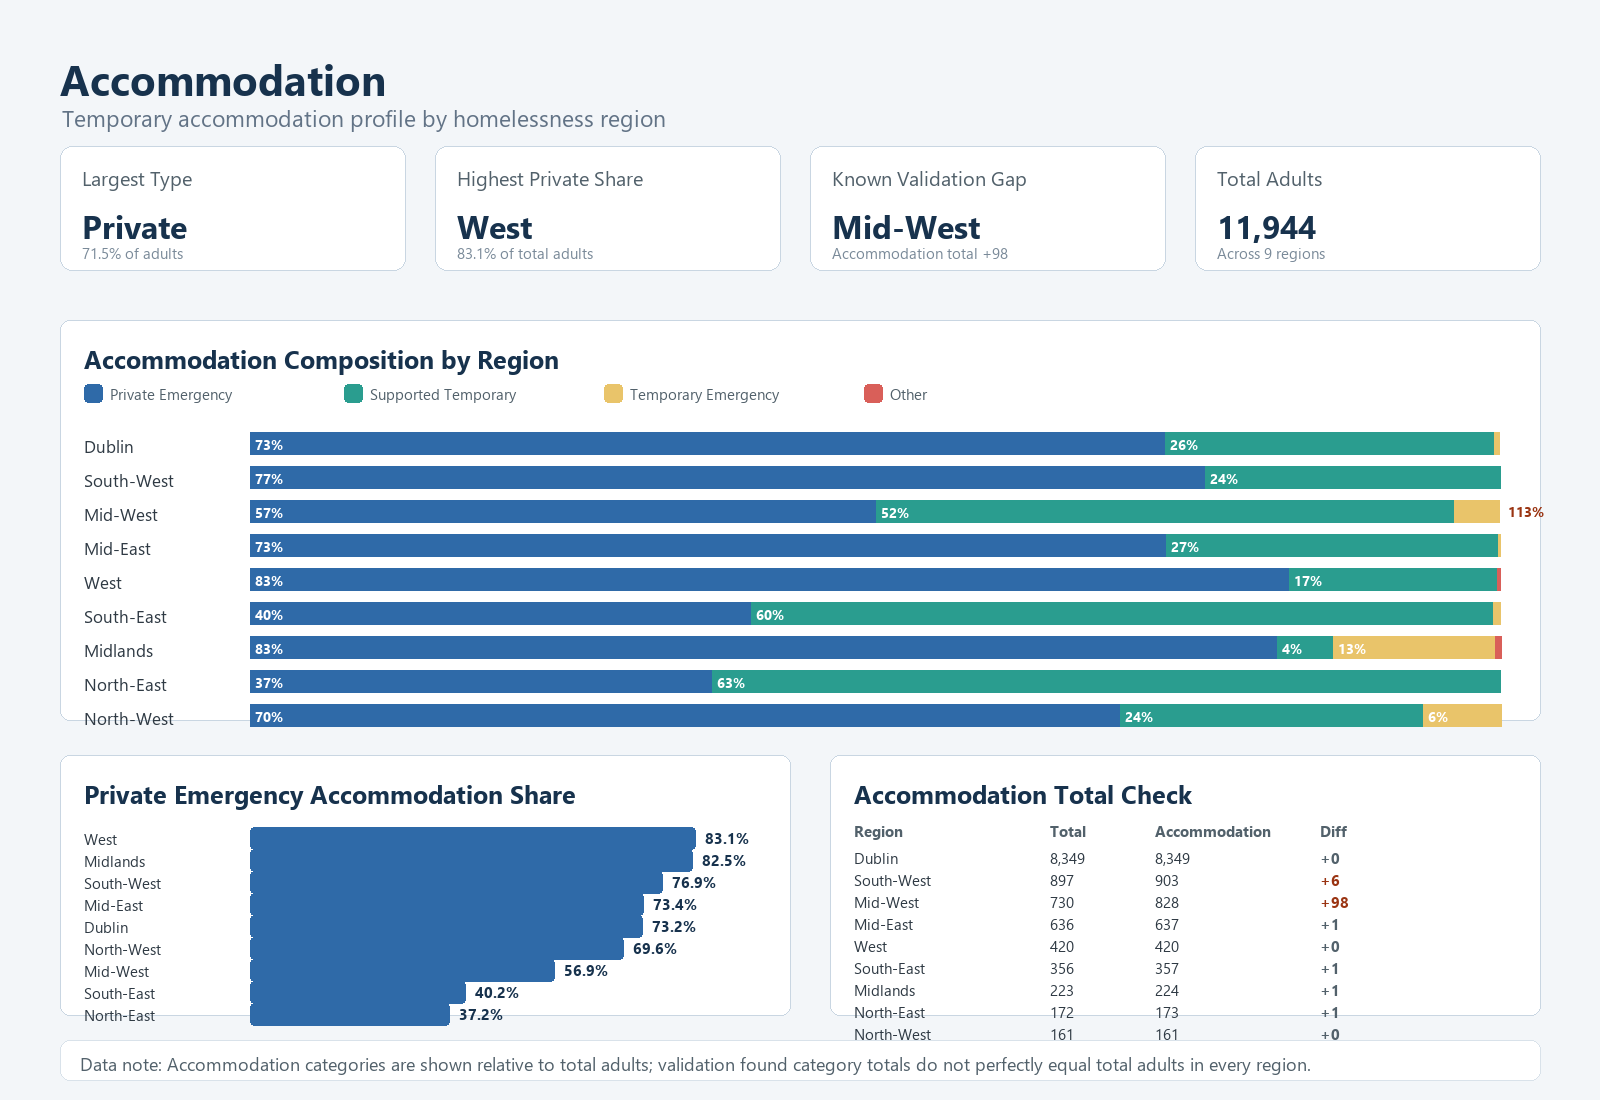 Accommodation
Temporary accommodation profile by homelessness region
Largest Type
Private
71.5% of adults
Highest Private Share
West
83.1% of total adults
Known Validation Gap
Mid-West
Accommodation total +98
Total Adults
11,944
Across 9 regions
Accommodation Composition by Region
Private Emergency Supported Temporary Temporary Emergency Other
Dublin 73% 26%
South-West 77% 24%
Mid-West 57% 52% 113%
Mid-East 73% 27%
West 83% 17%
South-East 40% 60%
Midlands 83% 4% 13%
North-East 37% 63%
North-West 70% 24% 6%
Private Emergency Accommodation Share
West 83.1%
Midlands 82.5%
South-West 76.9%
Mid-East 73.4%
Dublin 73.2%
North-West 69.6%
Mid-West 56.9%
South-East 40.2%
North-East 37.2%
Accommodation Total Check
Region Total Accommodation Diff
Dublin 8,349 8,349 +0
South-West 897 903 +6
Mid-West 730 828 +98
Mid-East 636 637 +1
West 420 420 +0
South-East 356 357 +1
Midlands 223 224 +1
North-East 172 173 +1
North-West 161 161 +0
Data note: Accommodation categories are shown relative to total adults; validation found category totals do not perfectly equal total adults in every region.